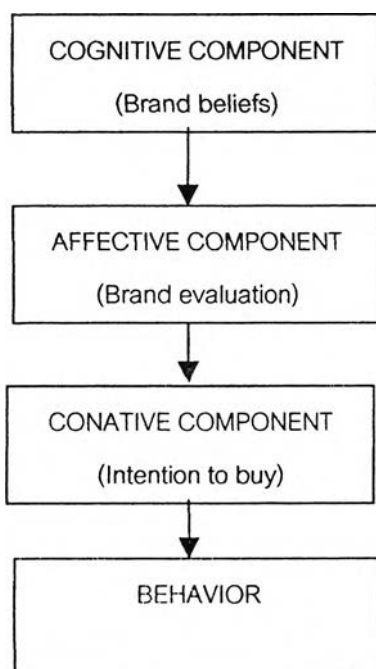 COGNITIVE COMPONENT
(Brand beliefs)
AFFECTIVE COMPONENT
(Brand evaluation)
CONATIVE COMPONENT
(Intention to buy)
BEHAVIOR